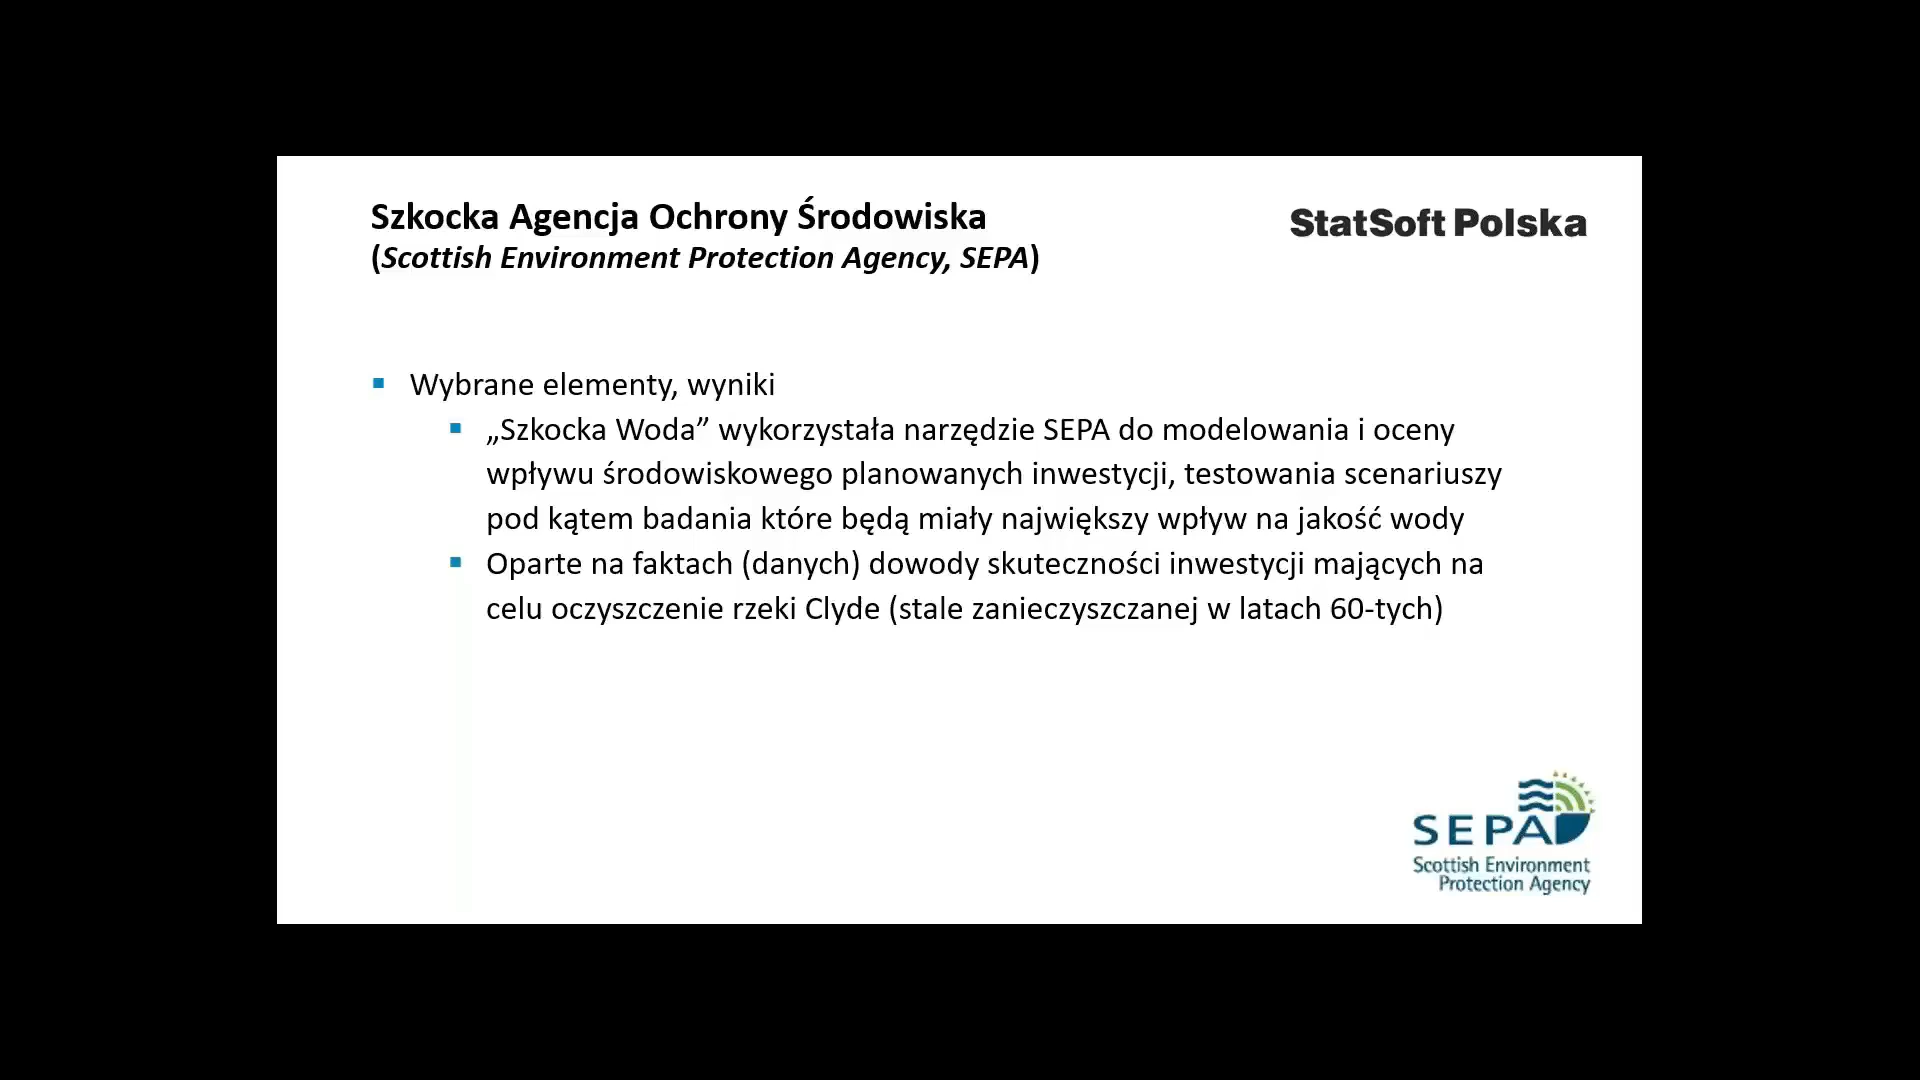 Szkocka Agencja Ochrony Środowiska
(Scottish Environment Protection Agency, SEPA)
StatSoft Polska
Wybrane elementy, wyniki
„Szkocka Woda” wykorzystała narzędzie SEPA do modelowania i oceny
wpływu środowiskowego planowanych inwestycji, testowania scenariuszy
pod kątem badania które będą miały największy wpływ na jakość wody
Oparte na faktach (danych) dowody skuteczności inwestycji mających na
celu oczyszczenie rzeki Clyde (stale zanieczyszczanej w latach 60-tych)
SEPA
Scottish Environment
Protection Agency